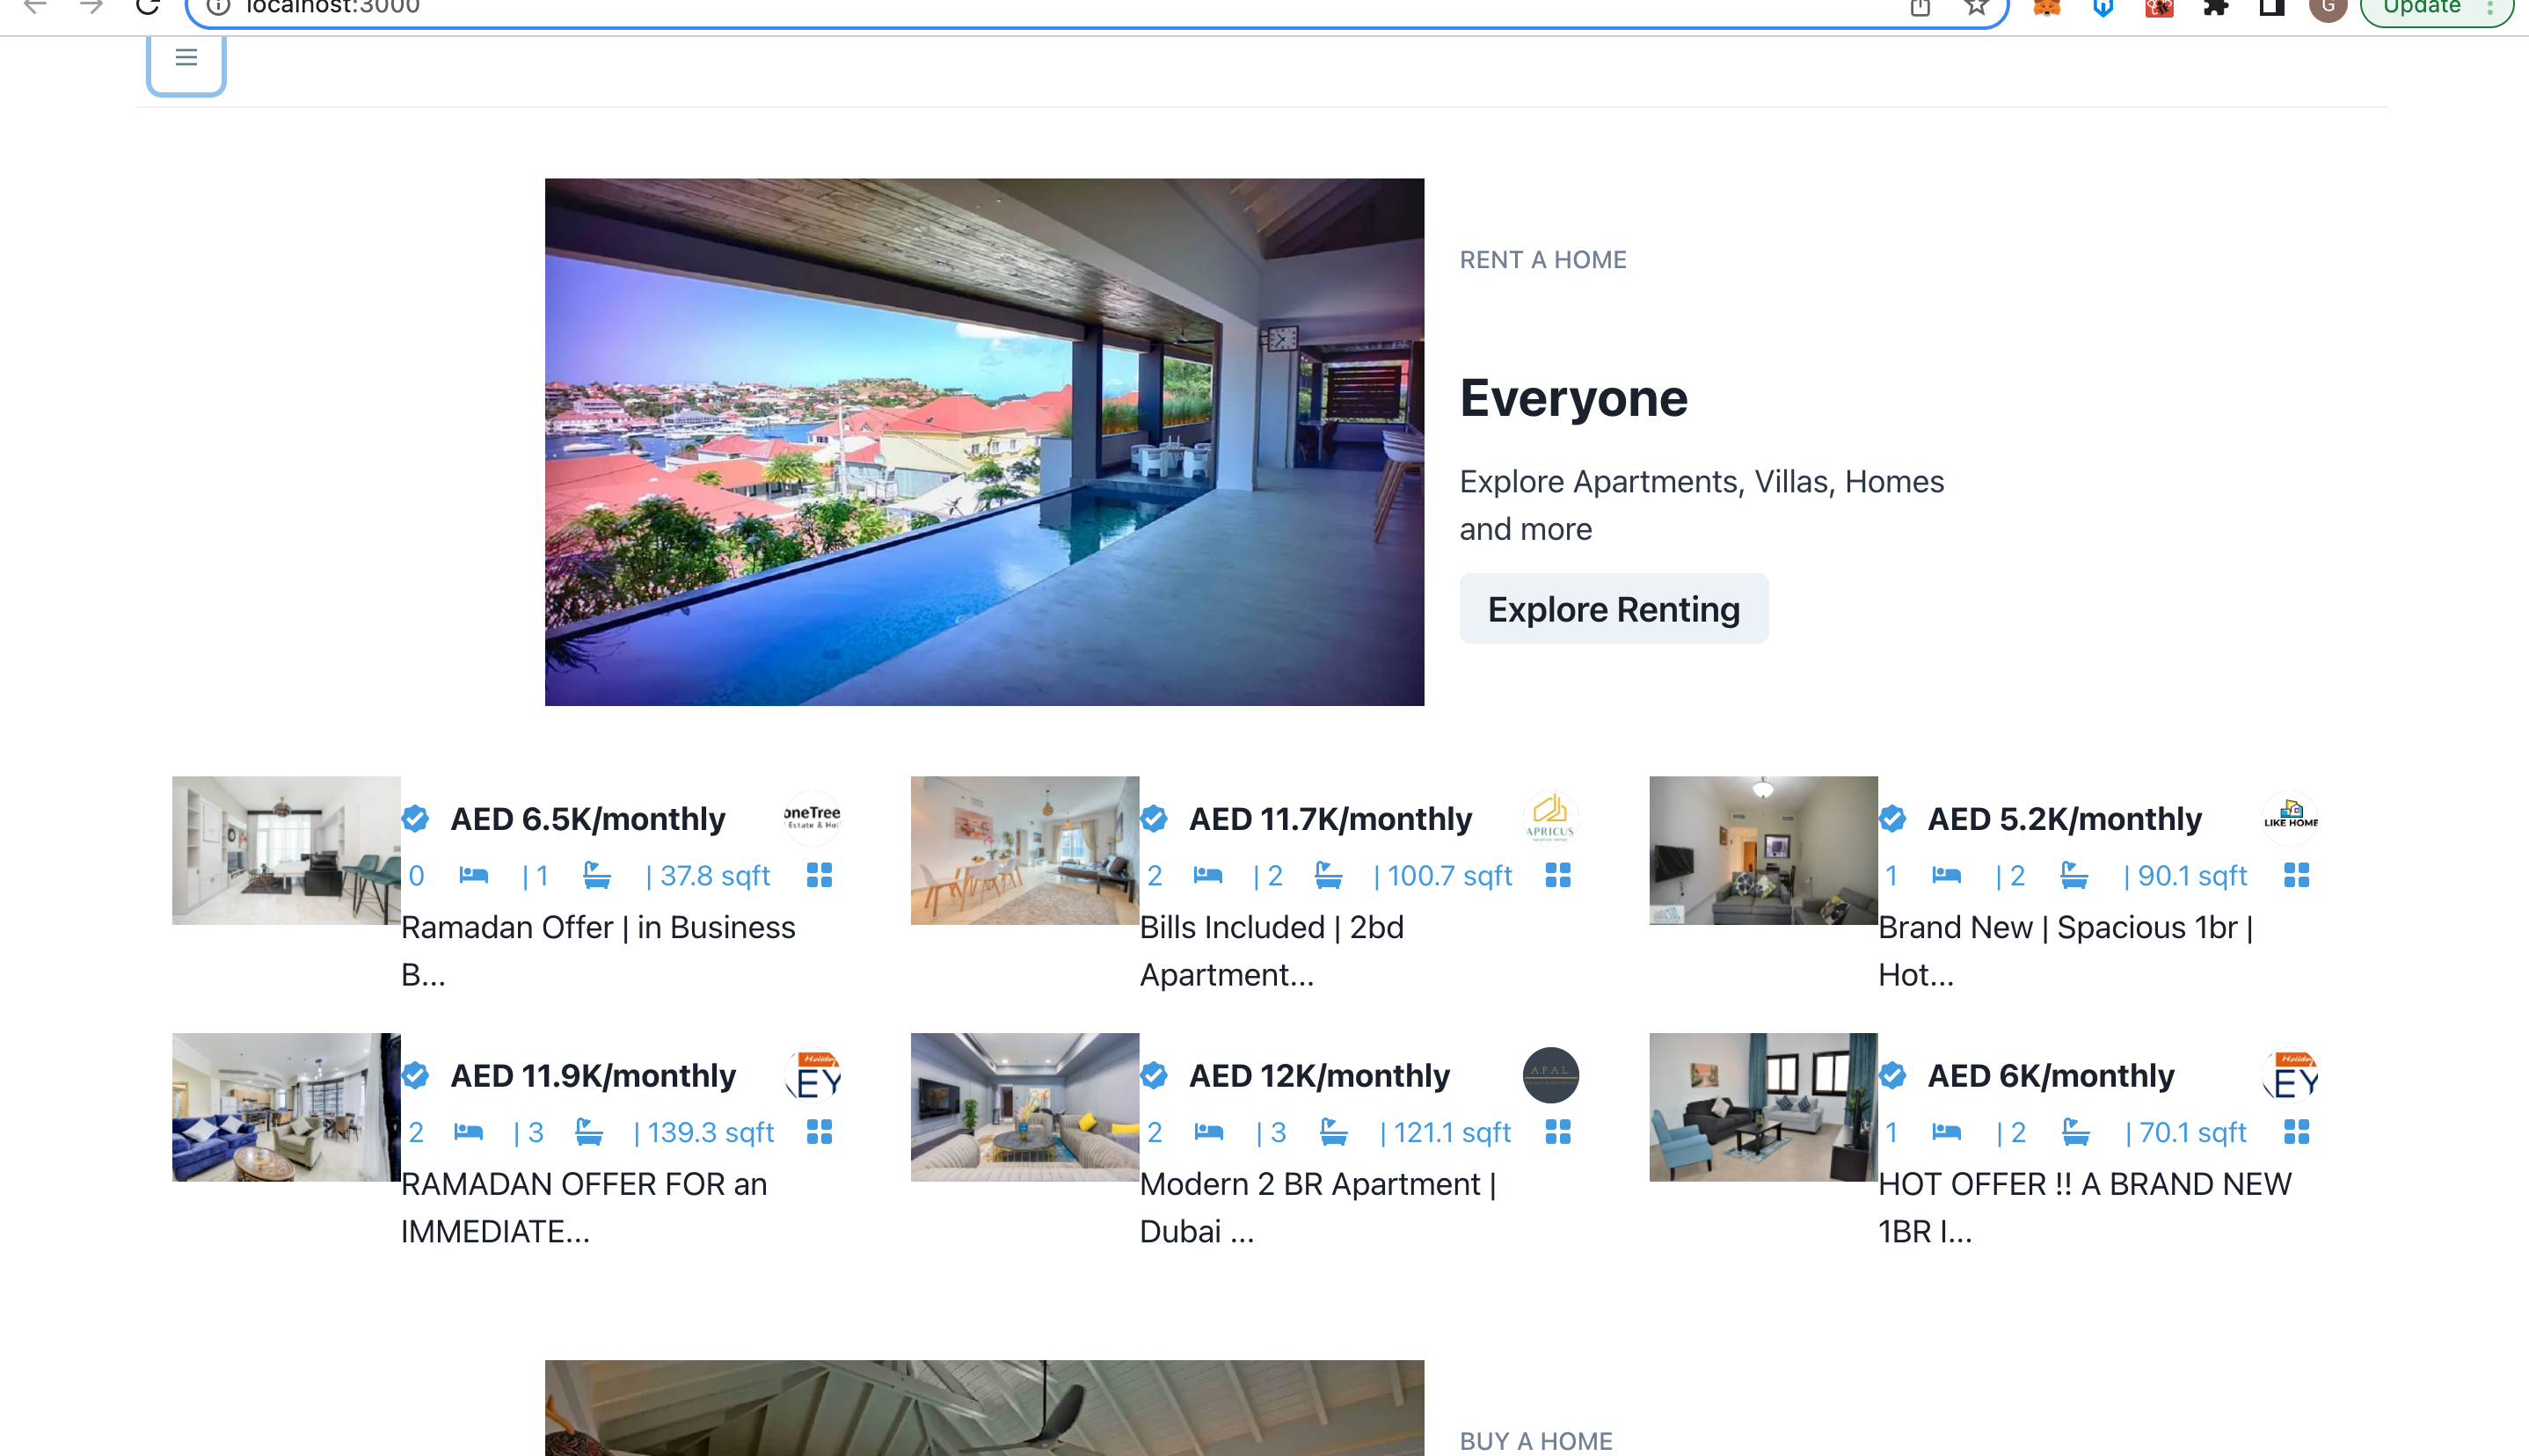 localhost:3000
G
Update
RENT A HOME
Everyone
Explore Apartments, Villas, Homes
and more
Explore Renting
AED 6.5K/monthly
oneTree
Estate & Hol
0 | 1 | 37.8 sqft
Ramadan Offer | in Business
B...
AED 11.7K/monthly
APRICUS
2 | 2 | 100.7 sqft
Bills Included | 2bd
Apartment...
AED 5.2K/monthly
LIKE HOME
1 | 2 | 90.1 sqft
Brand New | Spacious 1br |
Hot...
AED 11.9K/monthly
Holiday
EY
2 | 3 | 139.3 sqft
RAMADAN OFFER FOR an
IMMEDIATE...
AED 12K/monthly
A.P.A.L
2 | 3 | 121.1 sqft
Modern 2 BR Apartment |
Dubai ...
AED 6K/monthly
Holiday
EY
1 | 2 | 70.1 sqft
HOT OFFER !! A BRAND NEW
1BR I...
BUY A HOME